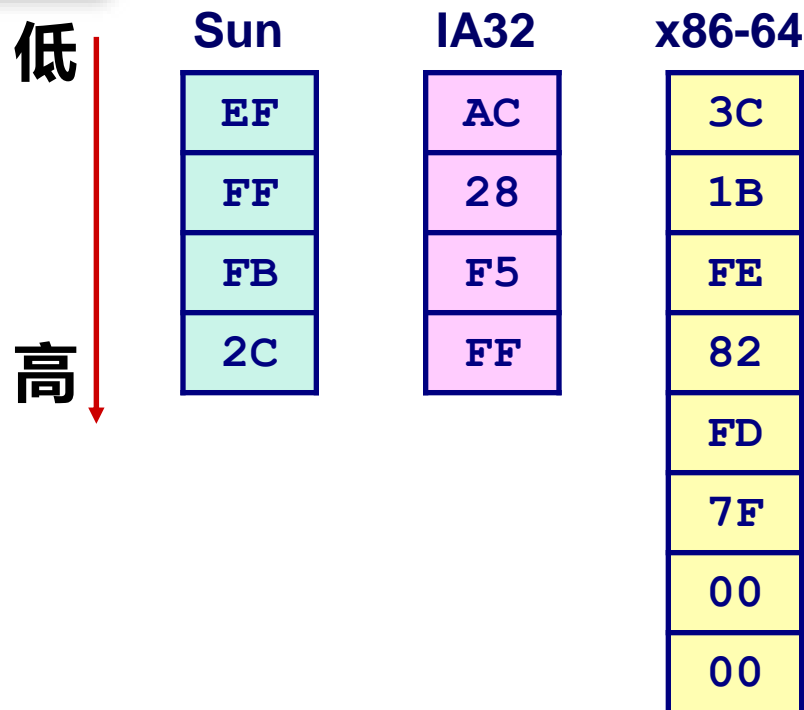 低 Sun IA32 x86-64
EF AC 3C
FF 28 1B
FB F5 FE
高 2C FF 82
FD
7F
00
00